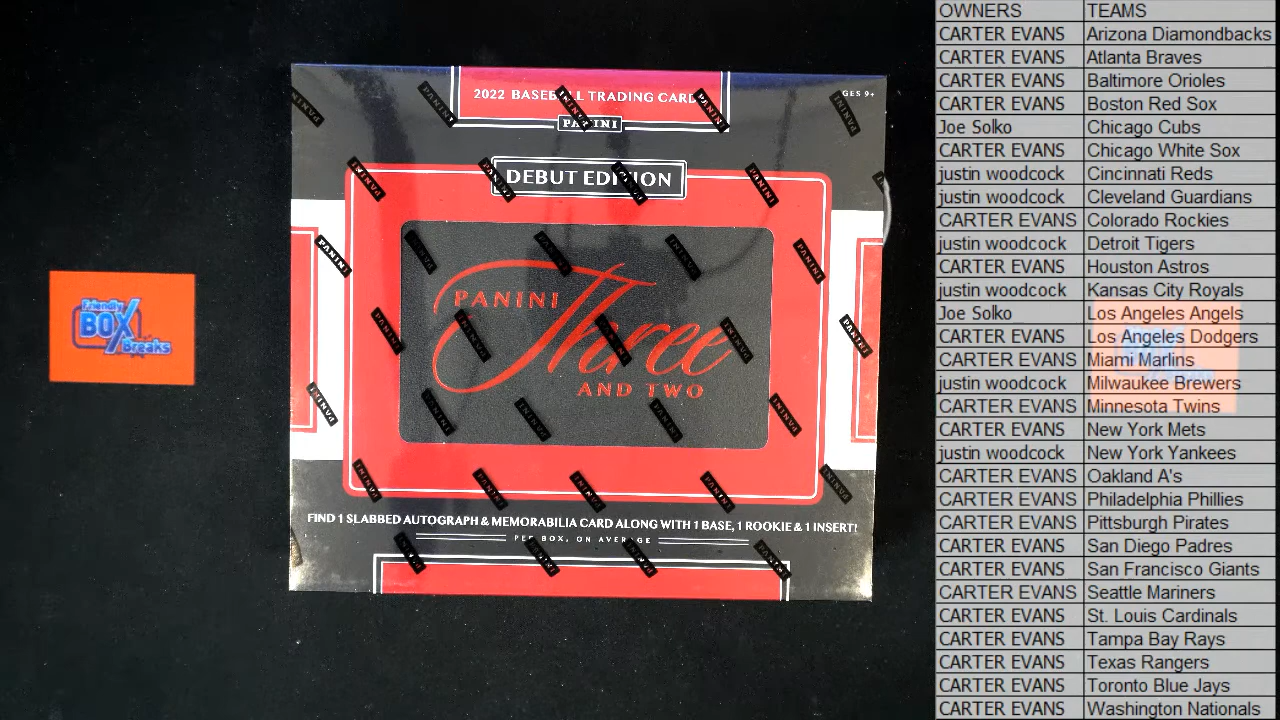 2022 BASEBALL TRADING CARDS
AGES 9+
PANINI
DEBUT EDITION
PANINI
Three
AND TWO
FIND 1 SLABBED AUTOGRAPH & MEMORABILIA CARD ALONG WITH 1 BASE, 1 ROOKIE & 1 INSERT!
PER BOX, ON AVERAGE
Friendly
BOX
Breaks
OWNERS TEAMS
CARTER EVANS Arizona Diamondbacks
CARTER EVANS Atlanta Braves
CARTER EVANS Baltimore Orioles
CARTER EVANS Boston Red Sox
Joe Solko Chicago Cubs
CARTER EVANS Chicago White Sox
justin woodcock Cincinnati Reds
justin woodcock Cleveland Guardians
CARTER EVANS Colorado Rockies
justin woodcock Detroit Tigers
CARTER EVANS Houston Astros
justin woodcock Kansas City Royals
Joe Solko Los Angeles Angels
CARTER EVANS Los Angeles Dodgers
CARTER EVANS Miami Marlins
justin woodcock Milwaukee Brewers
CARTER EVANS Minnesota Twins
CARTER EVANS New York Mets
justin woodcock New York Yankees
CARTER EVANS Oakland A's
CARTER EVANS Philadelphia Phillies
CARTER EVANS Pittsburgh Pirates
CARTER EVANS San Diego Padres
CARTER EVANS San Francisco Giants
CARTER EVANS Seattle Mariners
CARTER EVANS St. Louis Cardinals
CARTER EVANS Tampa Bay Rays
CARTER EVANS Texas Rangers
CARTER EVANS Toronto Blue Jays
CARTER EVANS Washington Nationals